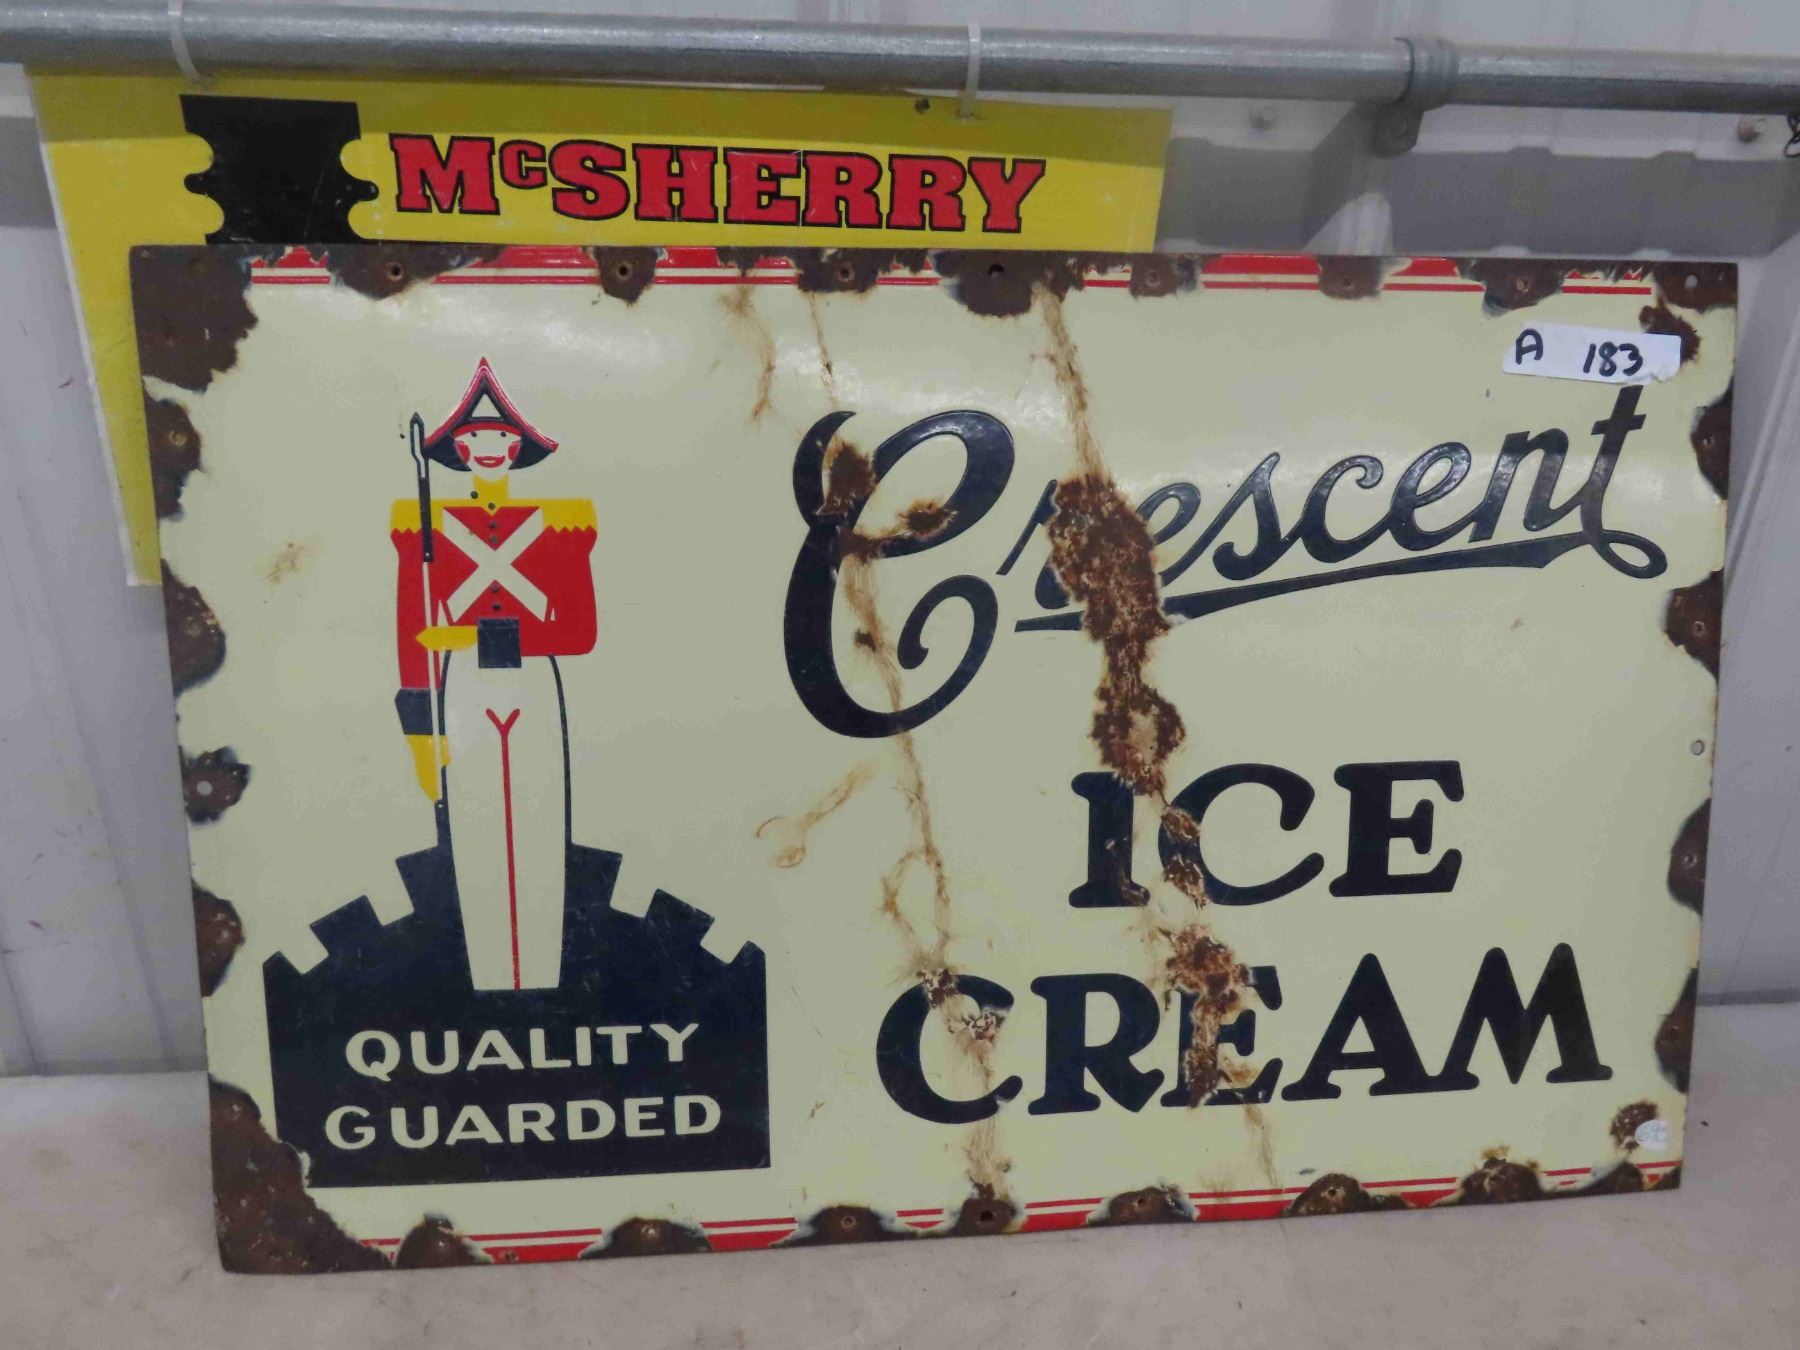 McSHERRY
A 183
Crescent
ICE
CREAM
QUALITY
GUARDED